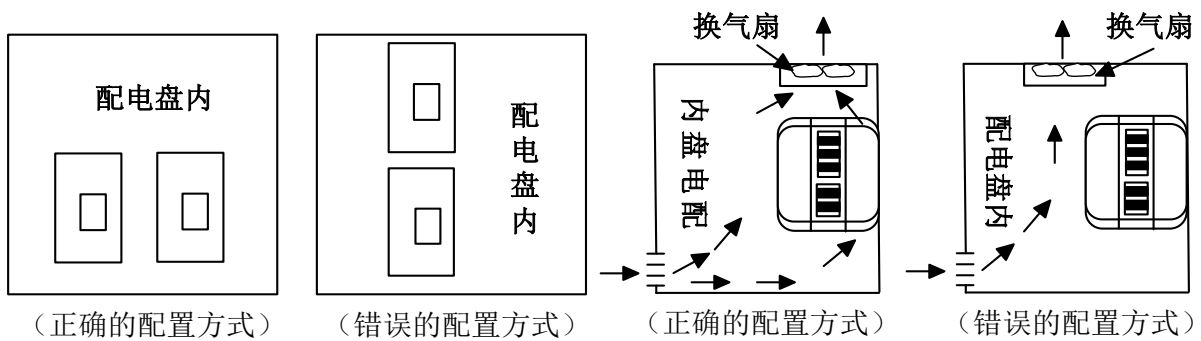 配电盘内
（正确的配置方式）
配电盘内
（错误的配置方式）
换气扇
内盘电配
（正确的配置方式）
换气扇
配电盘内
（错误的配置方式）